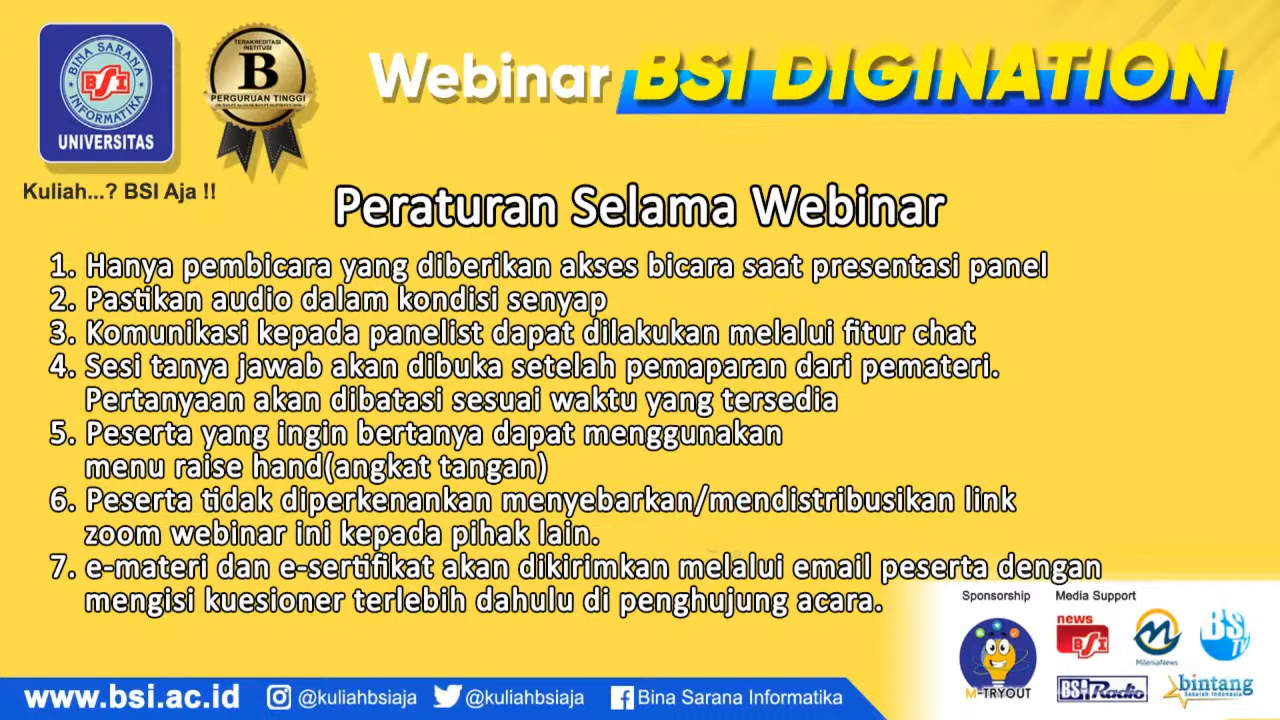 BINA SARANA
BSI
INFORMATIKA
UNIVERSITAS
TERAKREDITASI
INSTITUSI
B
PERGURUAN TINGGI
Webinar BSI DIGINATION
Kuliah...? BSI Aja !!
Peraturan Selama Webinar
1. Hanya pembicara yang diberikan akses bicara saat presentasi panel
2. Pastikan audio dalam kondisi senyap
3. Komunikasi kepada panelist dapat dilakukan melalui fitur chat
4. Sesi tanya jawab akan dibuka setelah pemaparan dari pemateri.
Pertanyaan akan dibatasi sesuai waktu yang tersedia
5. Peserta yang ingin bertanya dapat menggunakan
menu raise hand(angkat tangan)
6. Peserta tidak diperkenankan menyebarkan/mendistribusikan link
zoom webinar ini kepada pihak lain.
7. e-materi dan e-sertifikat akan dikirimkan melalui email peserta dengan
mengisi kuesioner terlebih dahulu di penghujung acara.
Sponsorship
Media Support
M-TRYOUT
news
BSI
MileniaNews
BSI TV
BSI Radio
bintang
Sekolah Indonesia
www.bsi.ac.id
@kuliahbsiaja
@kuliahbsiaja
Bina Sarana Informatika